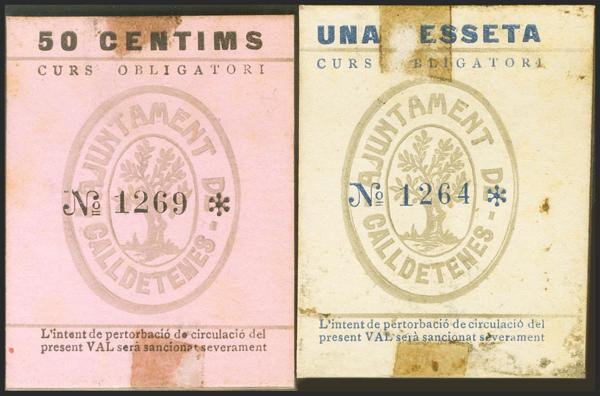 50 CENTIMS
CURS OBLIGATORI
AJUNTAMENT DE
CALLDETENES-
Nº 1269 *
L'intent de pertorbació de circulació del
present VAL serà sancionat severament
UNA ESSETA
CURS OBLIGATORI
AJUNTAMENT DE
CALLDETENES-
Nº 1264 *
L'intent de pertorbació de circulació del
present VAL serà sancionat severament